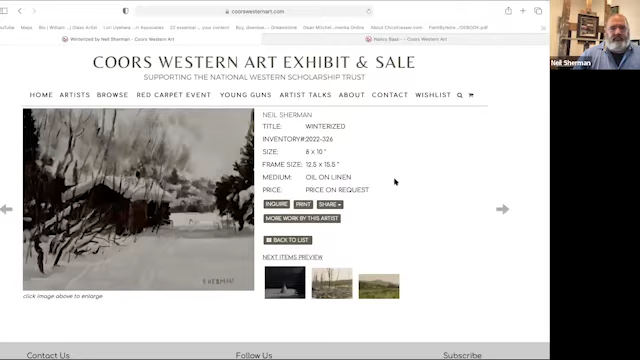 coorswesternart.com
Winterized by Neil Sherman - Coors Western Art
Nancy Bass - - Coors Western Art
Neil Sherman
COORS WESTERN ART EXHIBIT & SALE
SUPPORTING THE NATIONAL WESTERN SCHOLARSHIP TRUST
HOME ARTISTS BROWSE RED CARPET EVENT YOUNG GUNS ARTIST TALKS ABOUT CONTACT WISHLIST
NEIL SHERMAN
TITLE: WINTERIZED
INVENTORY#:2022-326
SIZE: 8 x 10 "
FRAME SIZE: 12.5 x 15.5 "
MEDIUM: OIL ON LINEN
PRICE: PRICE ON REQUEST
INQUIRE PRINT SHARE
MORE WORK BY THIS ARTIST
BACK TO LIST
NEXT ITEMS PREVIEW
SHERMAN
click image above to enlarge
Contact Us Follow Us Subscribe